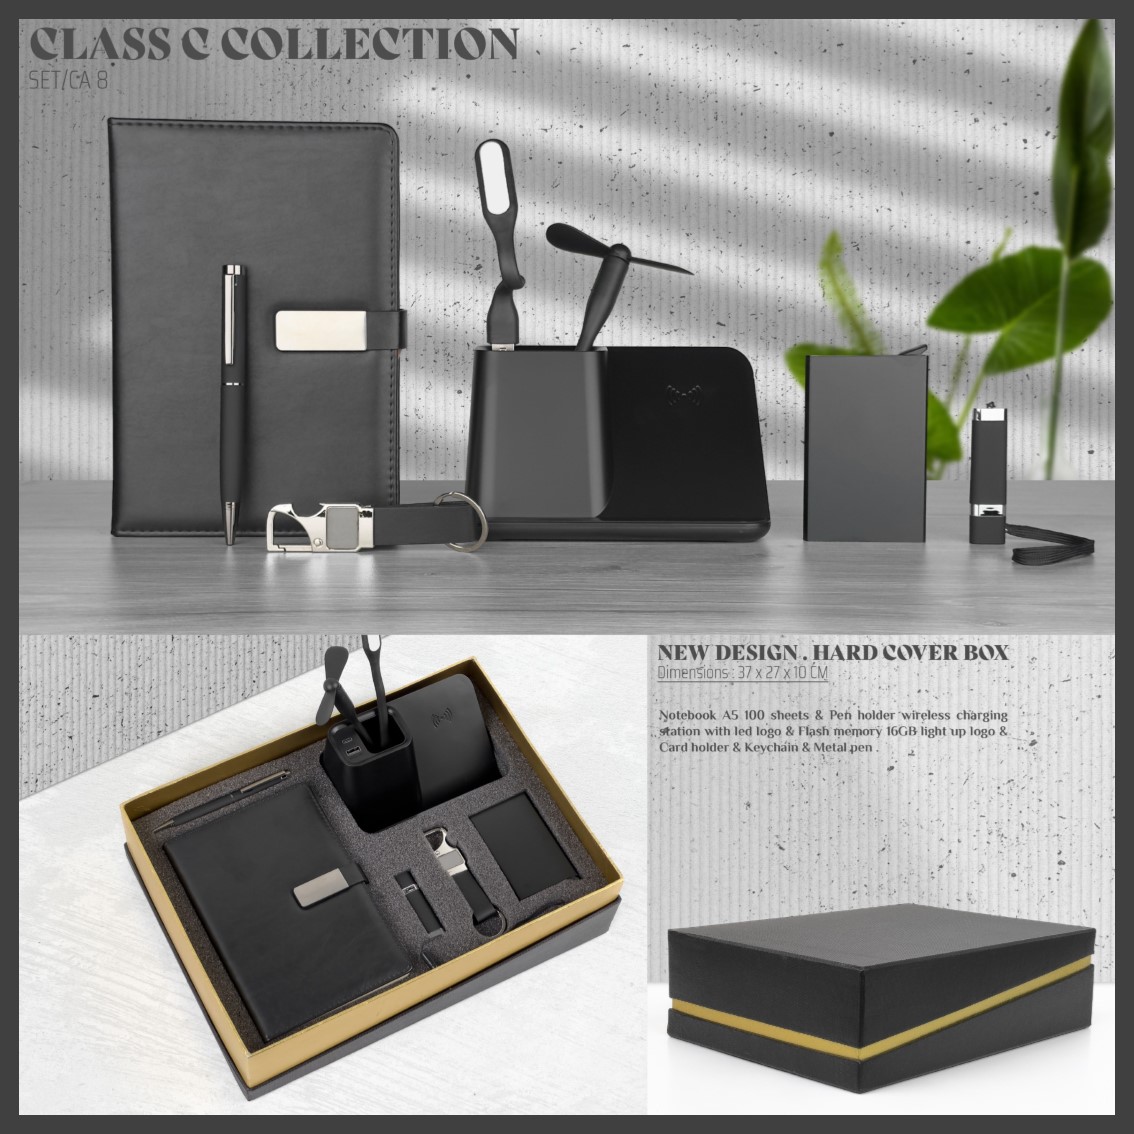 CLASS C COLLECTION
SET/CA 8
NEW DESIGN . HARD COVER BOX
Dimensions : 37 x 27 x 10 CM
Notebook A5 100 sheets & Pen holder wireless charging
station with led logo & Flash memory 16GB light up logo &
Card holder & Keychain & Metal pen .